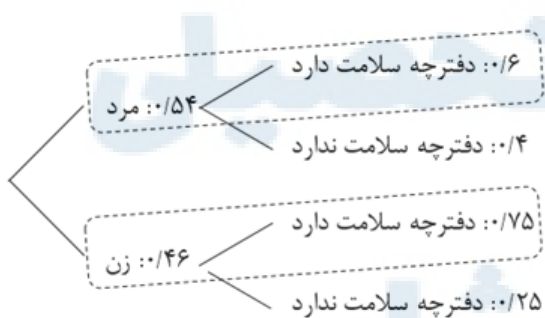 ۰/۶: دفترچه سلامت دارد
۰/۵۴: مرد
۰/۴: دفترچه سلامت ندارد
۰/۷۵: دفترچه سلامت دارد
۰/۴۶: زن
۰/۲۵: دفترچه سلامت ندارد